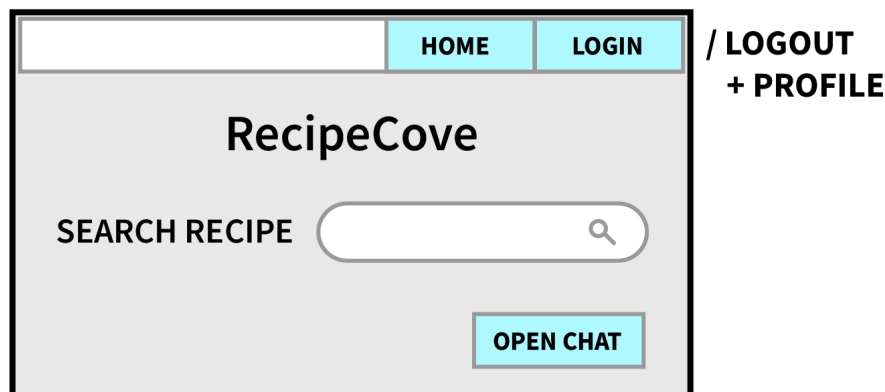 HOME LOGIN / LOGOUT
+ PROFILE
RecipeCove
SEARCH RECIPE
OPEN CHAT